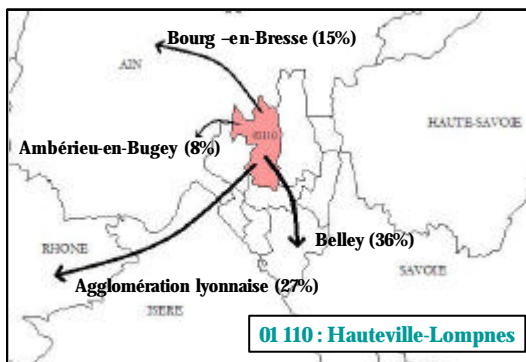 Bourg –en-Bresse (15%)
AIN
HAUTE-SAVOIE
01110
Ambérieu-en-Bugey (8%)
Belley (36%)
RHONE
SAVOIE
Agglomération lyonnaise (27%)
ISERE
01 110 : Hauteville-Lompnes